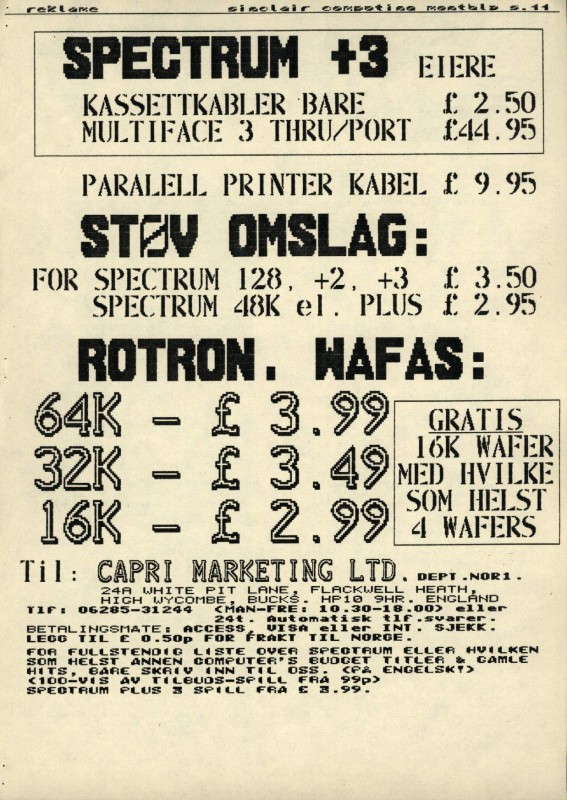 reklame sinclair computing monthly s.11
SPECTRUM +3 EIERE
KASSETTKABLER BARE £ 2.50
MULTIFACE 3 THRU/PORT £44.95
PARALELL PRINTER KABEL £ 9.95
STØV OMSLAG:
FOR SPECTRUM 128, +2, +3 £ 3.50
SPECTRUM 48K el. PLUS £ 2.95
ROTRON. WAFAS:
64K - £ 3.99
32K - £ 3.49
16K - £ 2.99
GRATIS
16K WAFER
MED HVILKE
SOM HELST
4 WAFERS
Til: CAPRI MARKETING LTD. DEPT.NOR1.
24A WHITE PIT LANE, FLACKWELL HEATH,
HIGH WYCOMBE, BUCKS. HP10 9HR. ENGLAND
Tlf: 06285-31244 (MAN-FRE: 10.30-18.00) eller
24t. Automatisk tlf.svarer.
BETALINGSMATE: ACCESS, VISA eller INT. SJEKK.
LEGG TIL £ 0.50p FOR FRAKT TIL NORGE.
FOR FULLSTENDIG LISTE OVER SPECTRUM ELLER HVILKEN
SOM HELST ANNEN COMPUTER'S BUDGET TITLER & GAMLE
HITS, BARE SKRIV INN TIL OSS. (PÅ ENGELSK!)
(100-VIS AV TILBUDS-SPILL FRÅ 99p)
SPECTRUM PLUS 3 SPILL FRA £ 3.99.